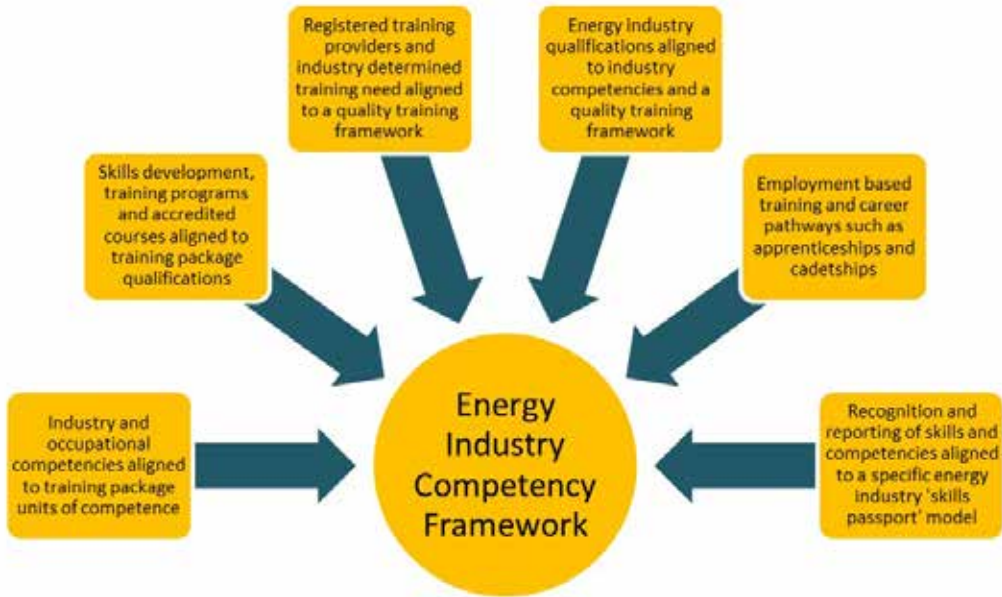 Registered training
providers and
industry determined
training need aligned
to a quality training
framework
Energy industry
qualifications aligned
to industry
competencies and a
quality training
framework
Skills development,
training programs
and accredited
courses aligned to
training package
qualifications
Employment based
training and career
pathways such as
apprenticeships and
cadetships
Industry and
occupational
competencies aligned
to training package
units of competence
Energy
Industry
Competency
Framework
Recognition and
reporting of skills and
competencies aligned
to a specific energy
industry 'skills
passport' model